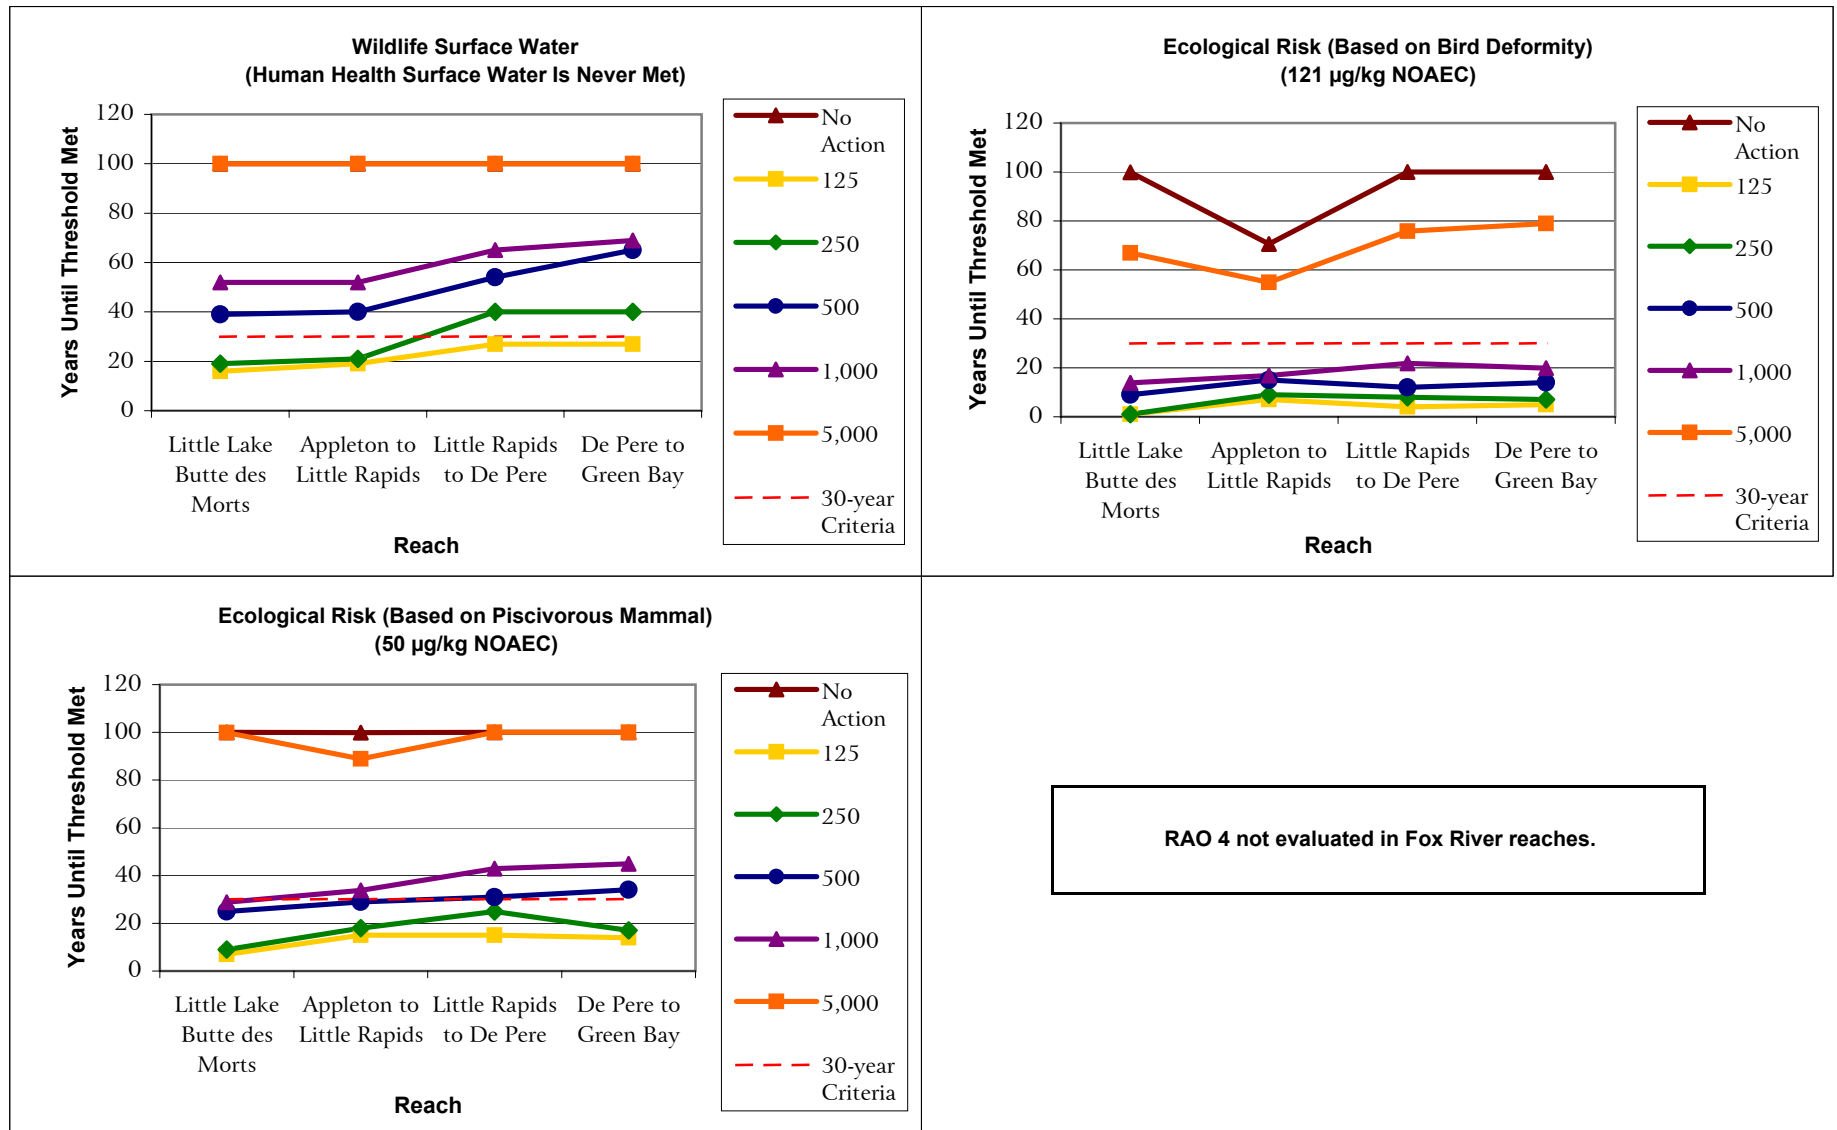 Wildlife Surface Water
(Human Health Surface Water Is Never Met)
Years Until Threshold Met
120
100
80
60
40
20
0
Little Lake
Butte des
Morts
Appleton to
Little Rapids
Little Rapids
to De Pere
De Pere to
Green Bay
Reach
No
Action
125
250
500
1,000
5,000
30-year
Criteria
Ecological Risk (Based on Bird Deformity)
(121 µg/kg NOAEC)
Years Until Threshold Met
120
100
80
60
40
20
0
Little Lake
Butte des
Morts
Appleton to
Little Rapids
Little Rapids
to De Pere
De Pere to
Green Bay
Reach
No
Action
125
250
500
1,000
5,000
30-year
Criteria
Ecological Risk (Based on Piscivorous Mammal)
(50 µg/kg NOAEC)
Years Until Threshold Met
120
100
80
60
40
20
0
Little Lake
Butte des
Morts
Appleton to
Little Rapids
Little Rapids
to De Pere
De Pere to
Green Bay
Reach
No
Action
125
250
500
1,000
5,000
30-year
Criteria
RAO 4 not evaluated in Fox River reaches.